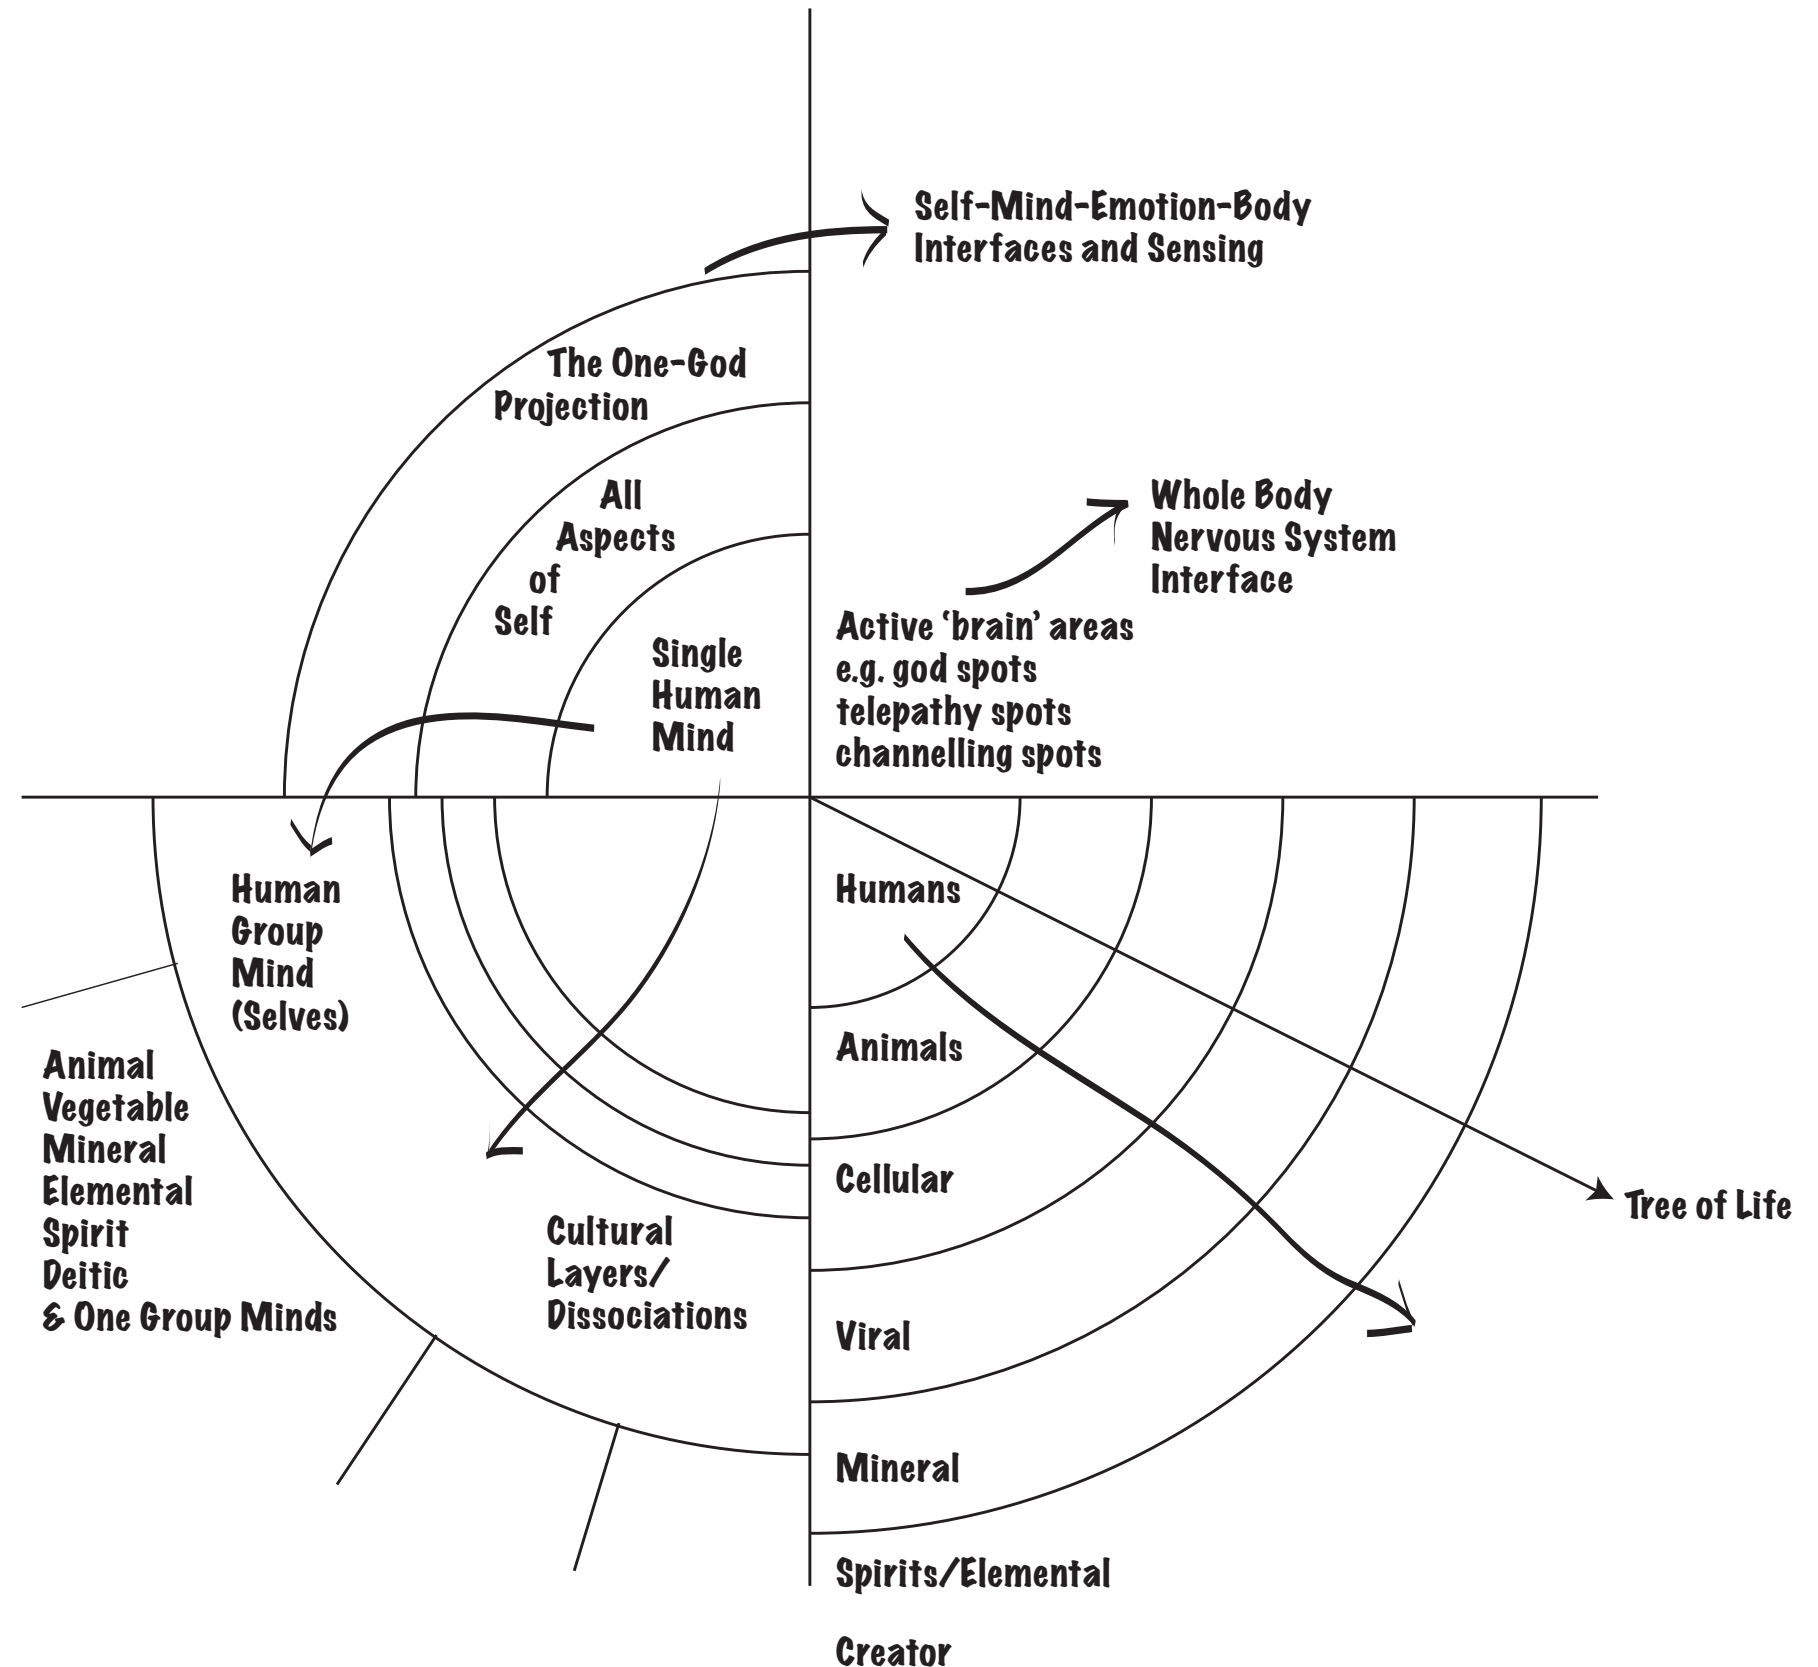 Self-Mind-Emotion-Body
Interfaces and Sensing
The One-God
Projection
All
Aspects
of
Self
Single
Human
Mind
Whole Body
Nervous System
Interface
Active ‘brain’ areas
e.g. god spots
telepathy spots
channelling spots
Human
Group
Mind
(Selves)
Animal
Vegetable
Mineral
Elemental
Spirit
Deitic
& One Group Minds
Cultural
Layers/
Dissociations
Humans
Animals
Cellular
Viral
Mineral
Spirits/Elemental
Creator
Tree of Life